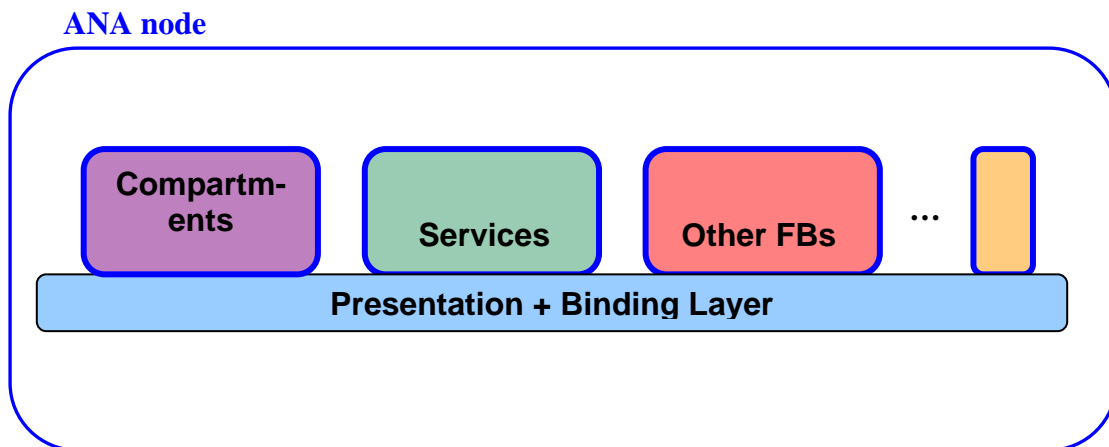 ANA node
Compartm-
ents
Services
Other FBs
...
Presentation + Binding Layer